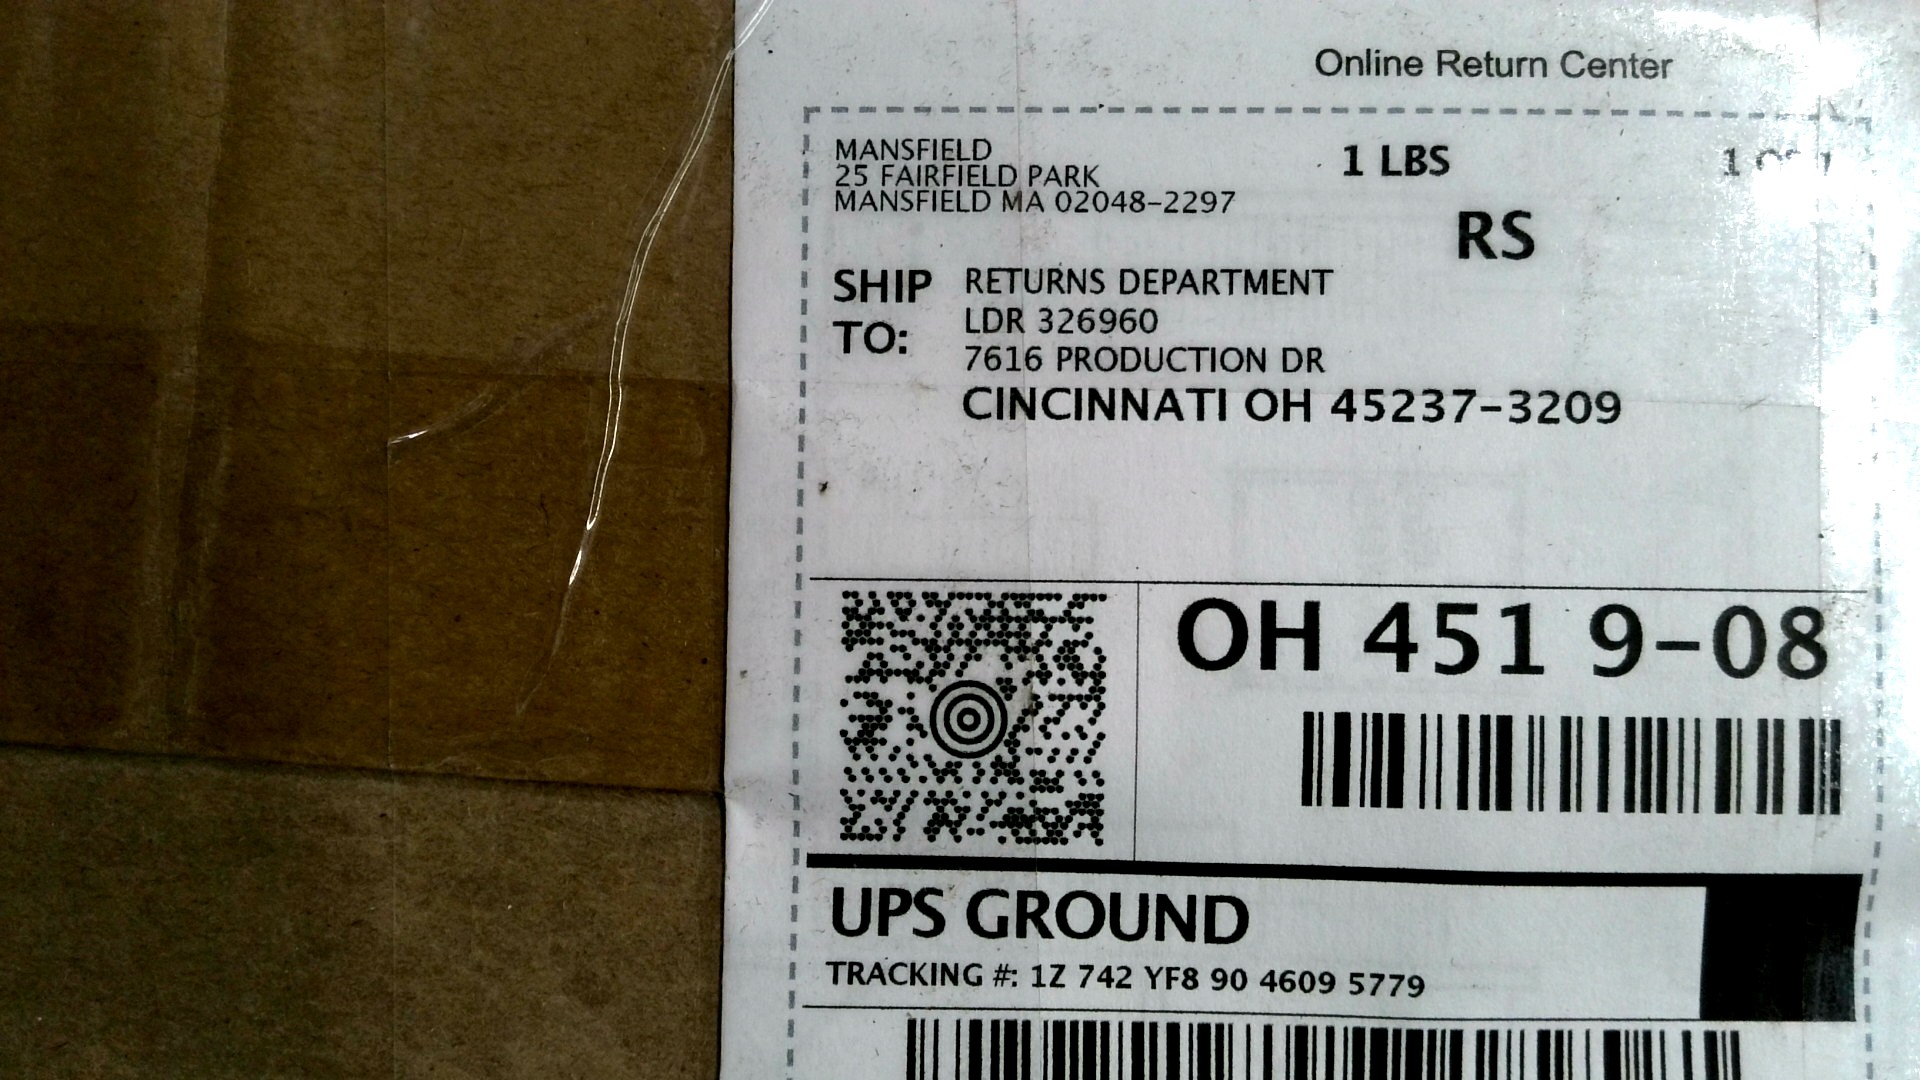 Online Return Center
MANSFIELD
25 FAIRFIELD PARK
MANSFIELD MA 02048-2297
1 LBS
1
RS
SHIP TO:
RETURNS DEPARTMENT
LDR 326960
7616 PRODUCTION DR
CINCINNATI OH 45237-3209
OH 451 9-08
UPS GROUND
TRACKING #: 1Z 742 YF8 90 4609 5779